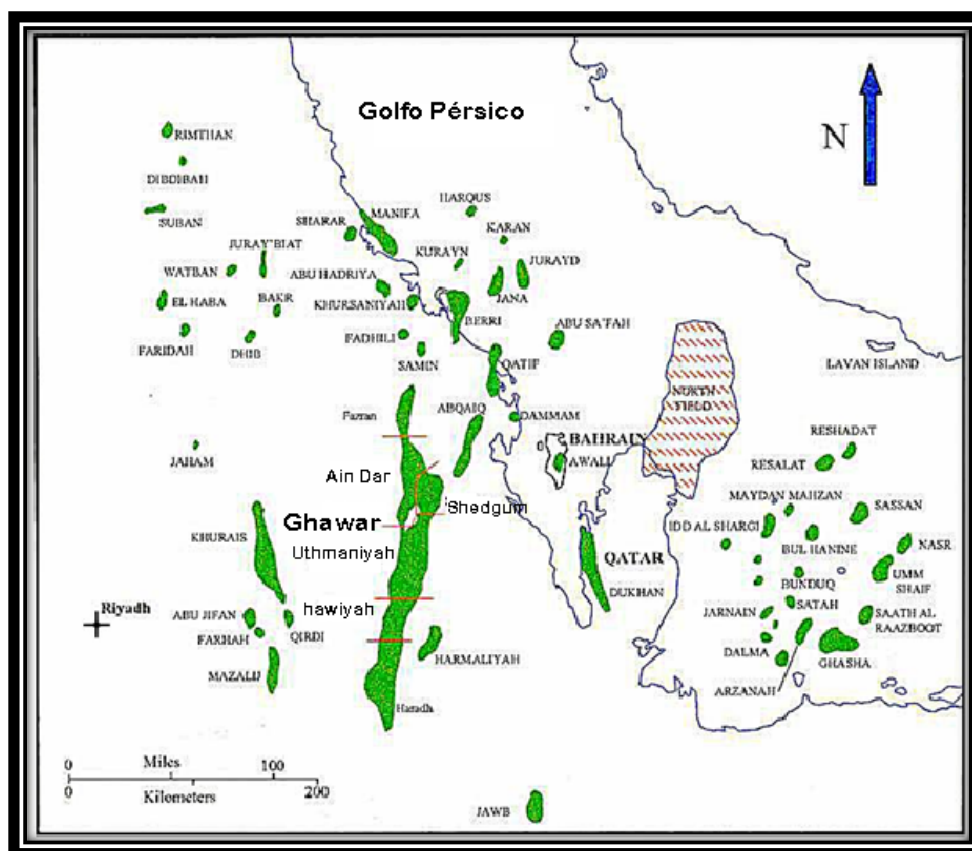 Golfo Pérsico
N
RIMTHAN
DIBDIBAH
SUBAN
HARQUS
MANIFA
SHARAR
KARAN
JURAYBIAT
KURAYN
JURAYD
WATBAN
ABU HADRIYA
JANA
EL HABA
BAKR
KHURSANIYAH
BERRI
ABU SA'FAH
FARIDAH
DHIB
FADHILI
SAMIN
QATIF
LAVAN ISLAND
NORTH
FIELD
Fazran
ABQAIQ
DAMMAM
BAHRAIN
AWALI
RESHADAT
RESALAT
JAHAM
Ain Dar
MAYDAN MAHZAN
Shedgum
Ghawar
IDD AL SHARGI
SASSAN
KHURAIS
Uthmaniyah
BUL HANINE
NASR
QATAR
UMM
SHAIF
BUNDUQ
DUKHAN
hawiyah
SATAH
Riyadh
ABU JIFAN
JARNAIN
SAATH AL
RAAZBOOT
FARHAH
QIRDI
HARMALIYAH
DALMA
GHASHA
MAZALIJ
ARZANAH
Haradh
Miles
0 100
0 200
Kilometers
JAWB